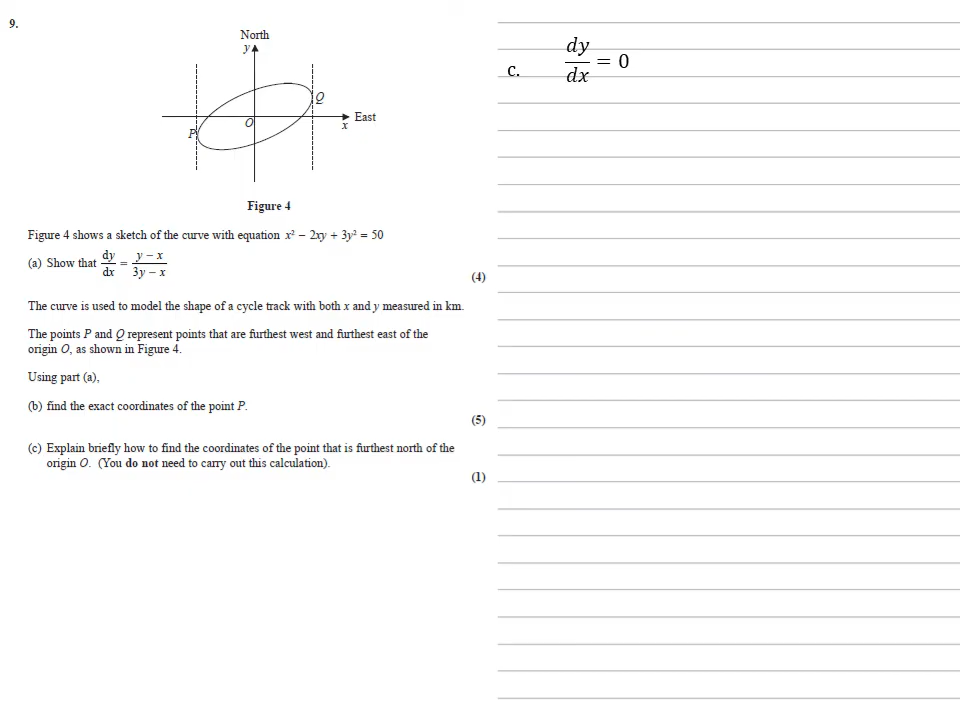 9.
North
y
Q
O
East
x
P
Figure 4
Figure 4 shows a sketch of the curve with equation x² − 2xy + 3y² = 50
(a) Show that dy/dx = (y − x)/(3y − x)
(4)
The curve is used to model the shape of a cycle track with both x and y measured in km.
The points P and Q represent points that are furthest west and furthest east of the
origin O, as shown in Figure 4.
Using part (a),
(b) find the exact coordinates of the point P.
(5)
(c) Explain briefly how to find the coordinates of the point that is furthest north of the
origin O. (You do not need to carry out this calculation).
(1)
c. dy/dx = 0